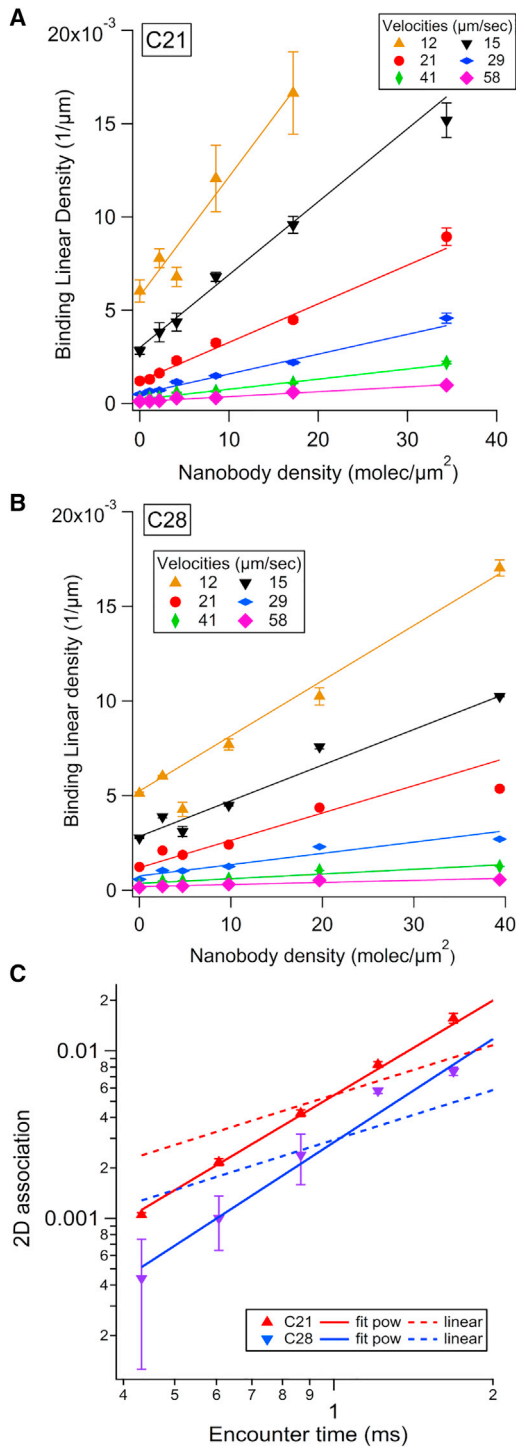 A
C21
Velocities (μm/sec)
12 15
21 29
41 58
20x10-3
15
10
5
0
Binding Linear Density (1/μm)
0 10 20 30 40
Nanobody density (molec/μm²)
B
C28
Velocities (μm/sec)
12 15
21 29
41 58
20x10-3
15
10
5
0
Binding Linear density (1/μm)
0 10 20 30 40
Nanobody density (molec/μm²)
C
2
0.01
8
6
4
2
0.001
8
6
4
2
2D association
C21 fit pow linear
C28 fit pow linear
4 5 6 7 8 9 1 2
Encounter time (ms)